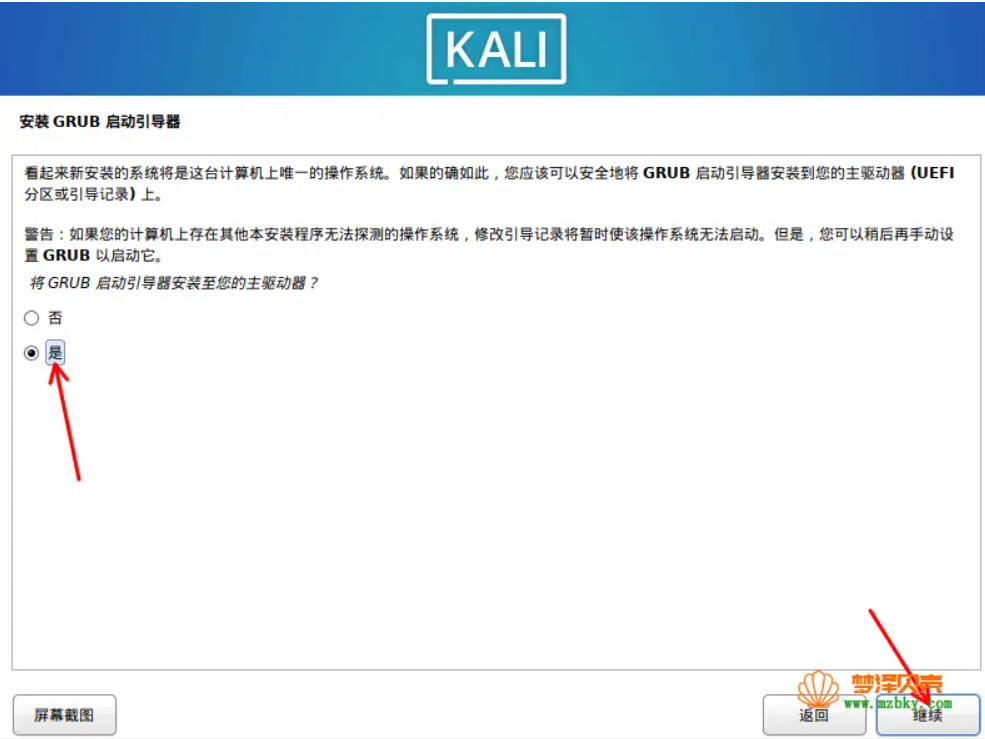 KALI
安装 GRUB 启动引导器
看起来新安装的系统将是这台计算机上唯一的操作系统。如果的确如此，您应该可以安全地将 GRUB 启动引导器安装到您的主驱动器 (UEFI
分区或引导记录) 上。
警告：如果您的计算机上存在其他本安装程序无法探测的操作系统，修改引导记录将暂时使该操作系统无法启动。但是，您可以稍后再手动设
置 GRUB 以启动它。
将 GRUB 启动引导器安装至您的主驱动器？
否
是
梦泽贝壳
www.mzbky.com
屏幕截图
返回
继续